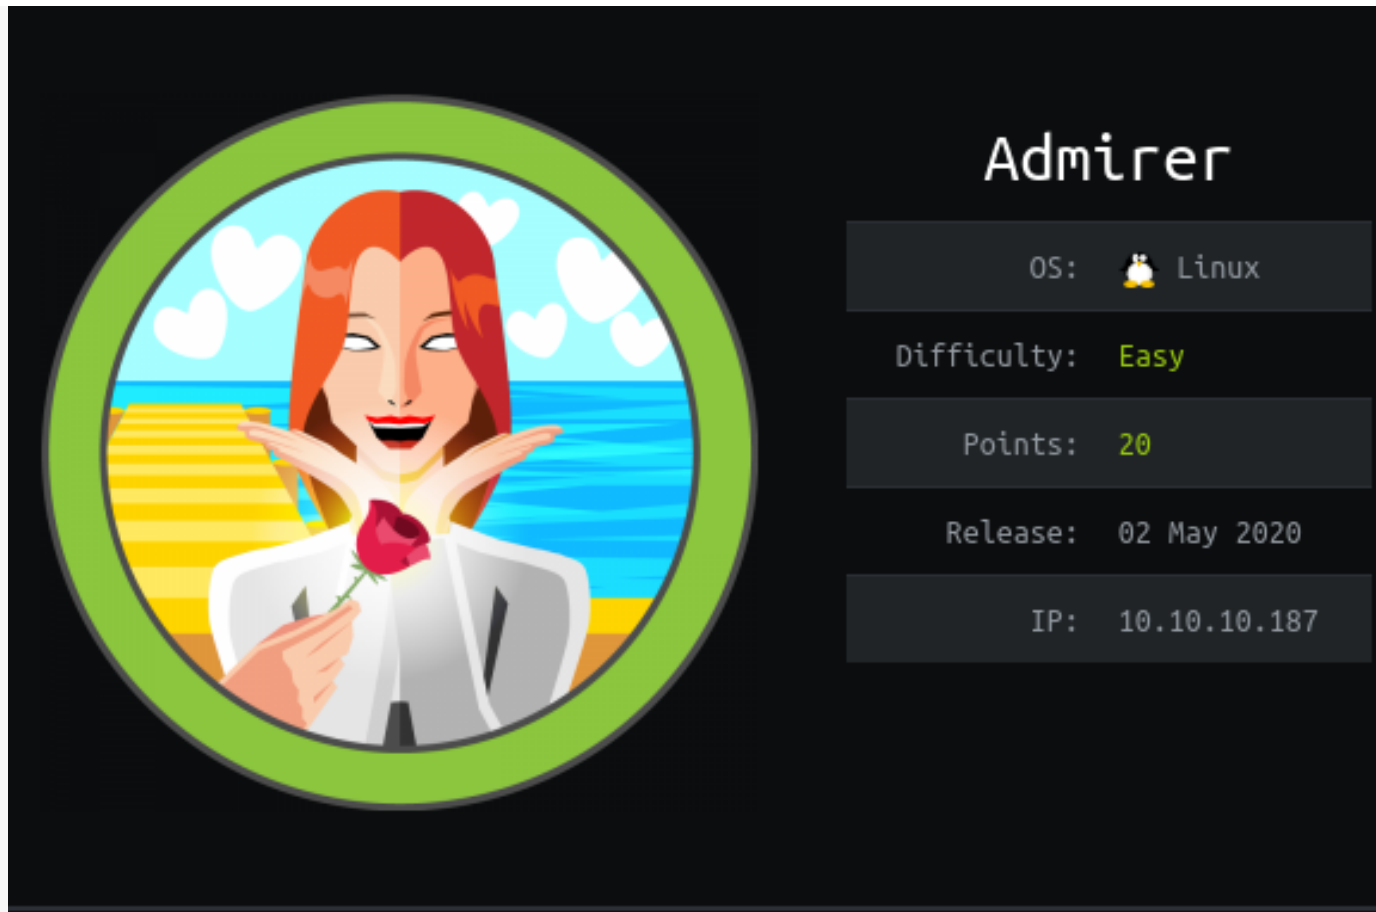 Admirer
OS: Linux
Difficulty: Easy
Points: 20
Release: 02 May 2020
IP: 10.10.10.187